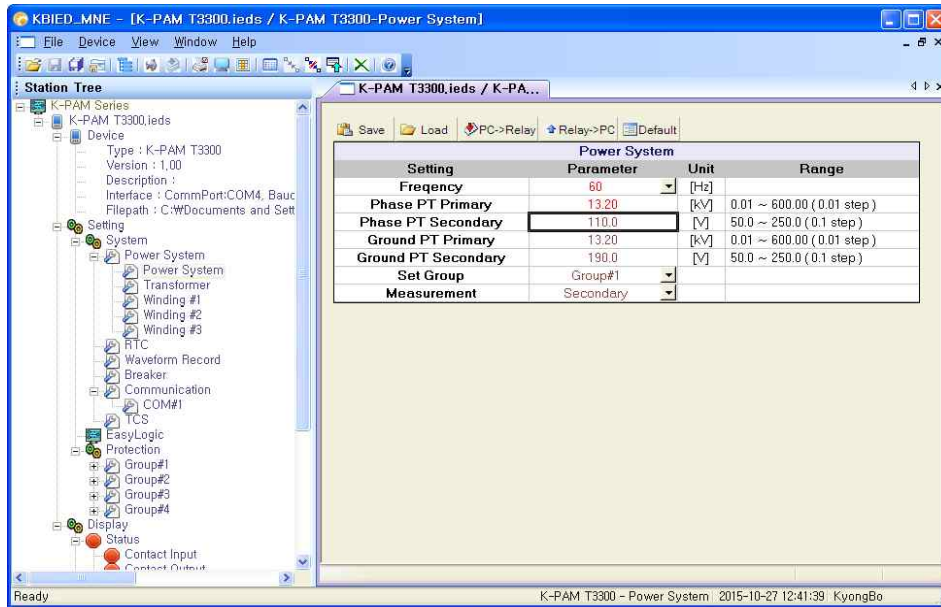 KBIED_MNE - [K-PAM T3300.ieds / K-PAM T3300-Power System]
File Device View Window Help
Station Tree
K-PAM Series
K-PAM T3300.ieds
Device
Type : K-PAM T3300
Version : 1.00
Description :
Interface : CommPort:COM4, Baud
Filepath : C:₩Documents and Sett
Setting
System
Power System
Power System
Transformer
Winding #1
Winding #2
Winding #3
RTC
Waveform Record
Breaker
Communication
COM#1
TCS
EasyLogic
Protection
Group#1
Group#2
Group#3
Group#4
Display
Status
Contact Input
Contact Output
K-PAM T3300.ieds / K-PA...
Save Load PC->Relay Relay->PC Default
Power System
Setting Parameter Unit Range
Freqency 60 [Hz]
Phase PT Primary 13.20 [kV] 0.01 ~ 600.00 ( 0.01 step )
Phase PT Secondary 110.0 [V] 50.0 ~ 250.0 ( 0.1 step )
Ground PT Primary 13.20 [kV] 0.01 ~ 600.00 ( 0.01 step )
Ground PT Secondary 190.0 [V] 50.0 ~ 250.0 ( 0.1 step )
Set Group Group#1
Measurement Secondary
Ready K-PAM T3300 - Power System 2015-10-27 12:41:39 KyongBo